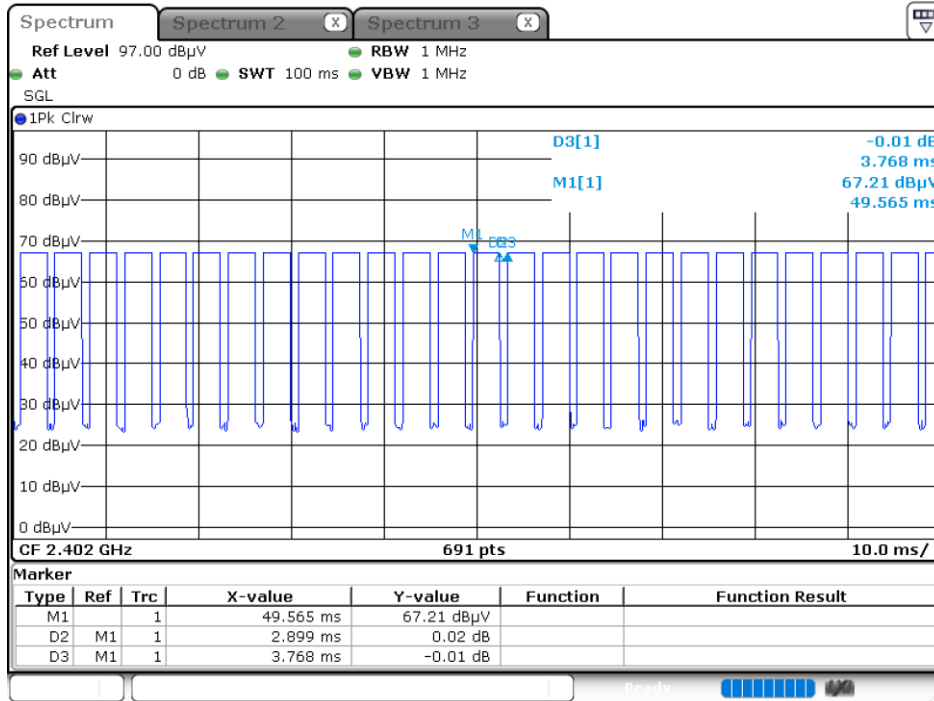 Spectrum Spectrum 2 X Spectrum 3 X
Ref Level 97.00 dBµV RBW 1 MHz
Att 0 dB SWT 100 ms VBW 1 MHz
SGL
1Pk Clrw
D3[1] -0.01 dB
3.768 ms
M1[1] 67.21 dBµV
49.565 ms
90 dBµV
80 dBµV
70 dBµV
M1 D2 D3
60 dBµV
50 dBµV
40 dBµV
30 dBµV
20 dBµV
10 dBµV
0 dBµV
CF 2.402 GHz 691 pts 10.0 ms/
Marker
Type Ref Trc X-value Y-value Function Function Result
M1 1 49.565 ms 67.21 dBµV
D2 M1 1 2.899 ms 0.02 dB
D3 M1 1 3.768 ms -0.01 dB
Ready